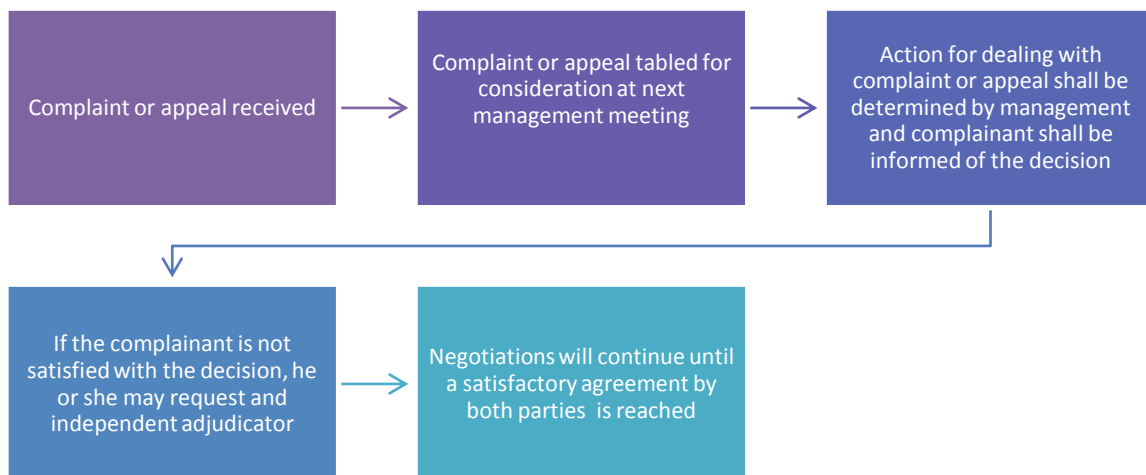 Complaint or appeal received
Complaint or appeal tabled for
consideration at next
management meeting
Action for dealing with
complaint or appeal shall be
determined by management
and complainant shall be
informed of the decision
If the complainant is not
satisfied with the decision, he
or she may request and
independent adjudicator
Negotiations will continue until
a satisfactory agreement by
both parties  is reached